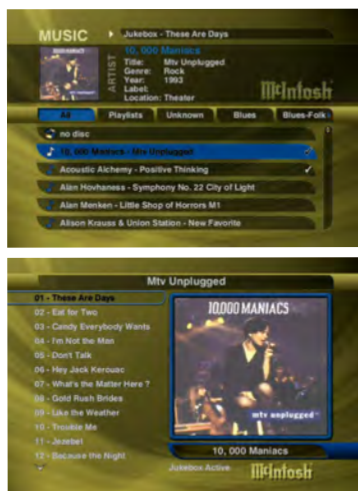 MUSIC
Jukebox - These Are Days
10, 000 Maniacs
ARTIST
Title: Mtv Unplugged
Genre: Rock
Year: 1993
Label:
Location: Theater
McIntosh
All Playlists Unknown Blues Blues-Folk
no disc
10, 000 Maniacs - Mtv Unplugged
Acoustic Alchemy - Positive Thinking
Alan Hovhaness - Symphony No. 22 City of Light
Alan Menken - Little Shop of Horrors M1
Alison Krauss & Union Station - New Favorite
Mtv Unplugged
01 - These Are Days
02 - Eat for Two
03 - Candy Everybody Wants
04 - I'm Not the Man
05 - Don't Talk
06 - Hey Jack Kerouac
07 - What's the Matter Here ?
08 - Gold Rush Brides
09 - Like the Weather
10 - Trouble Me
11 - Jezebel
12 - Because the Night
10,000 MANIACS
mtv unplugged
10, 000 Maniacs
Jukebox Active
McIntosh